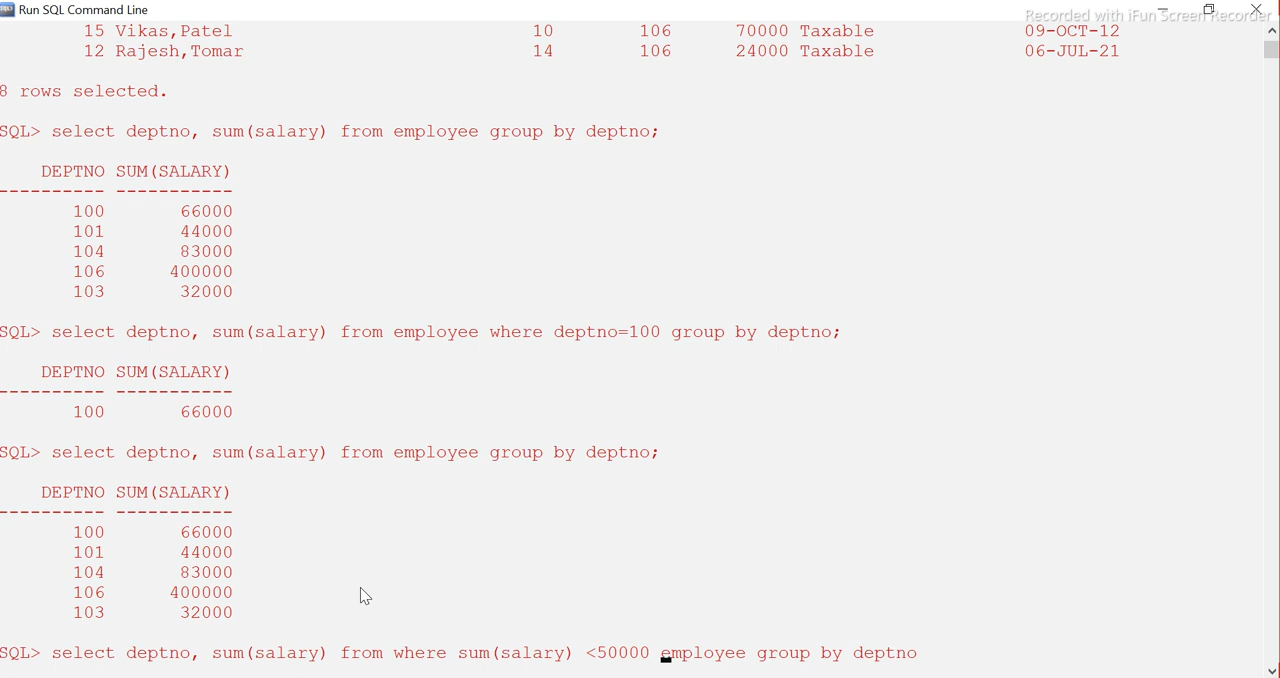 Run SQL Command Line
Recorded with iFun Screen Recorder
15 Vikas,Patel 10 106 70000 Taxable 09-OCT-12
12 Rajesh,Tomar 14 106 24000 Taxable 06-JUL-21
8 rows selected.
SQL> select deptno, sum(salary) from employee group by deptno;
DEPTNO SUM(SALARY)
---------- -----------
100 66000
101 44000
104 83000
106 400000
103 32000
SQL> select deptno, sum(salary) from employee where deptno=100 group by deptno;
DEPTNO SUM(SALARY)
---------- -----------
100 66000
SQL> select deptno, sum(salary) from employee group by deptno;
DEPTNO SUM(SALARY)
---------- -----------
100 66000
101 44000
104 83000
106 400000
103 32000
SQL> select deptno, sum(salary) from where sum(salary) <50000 employee group by deptno